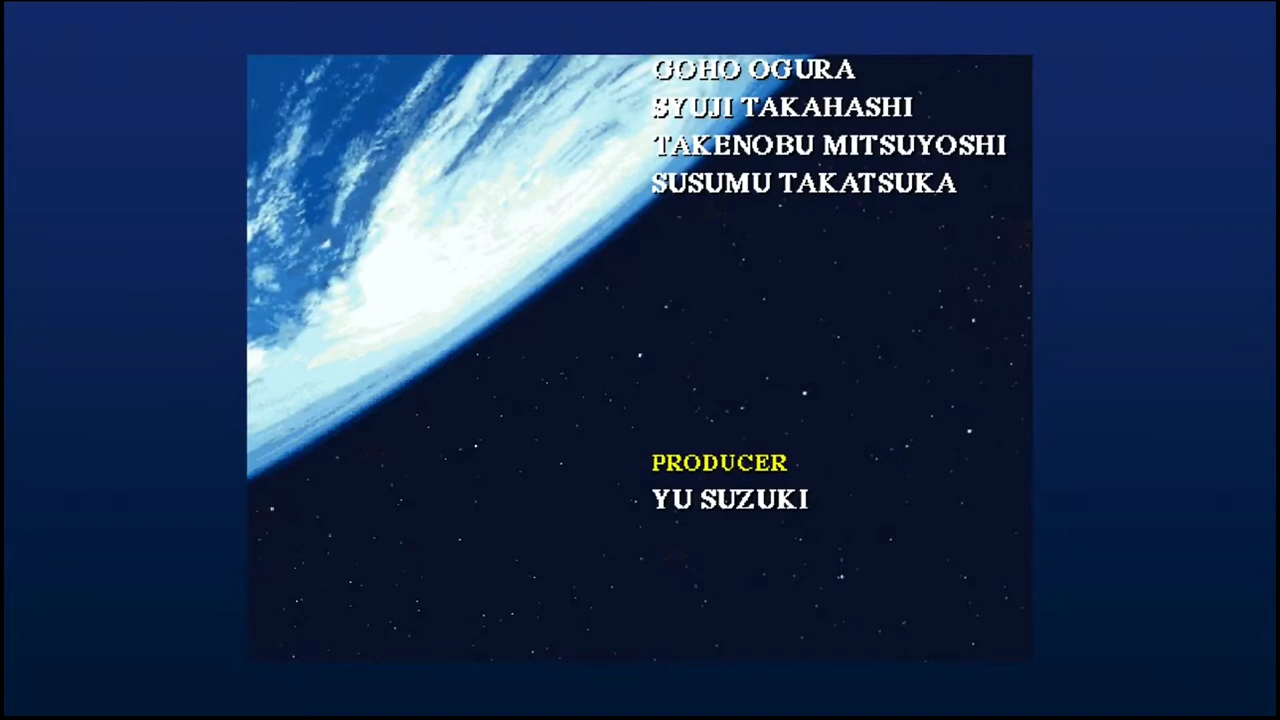 GOHO OGURA
SYUJI TAKAHASHI
TAKENOBU MITSUYOSHI
SUSUMU TAKATSUKA
PRODUCER
YU SUZUKI